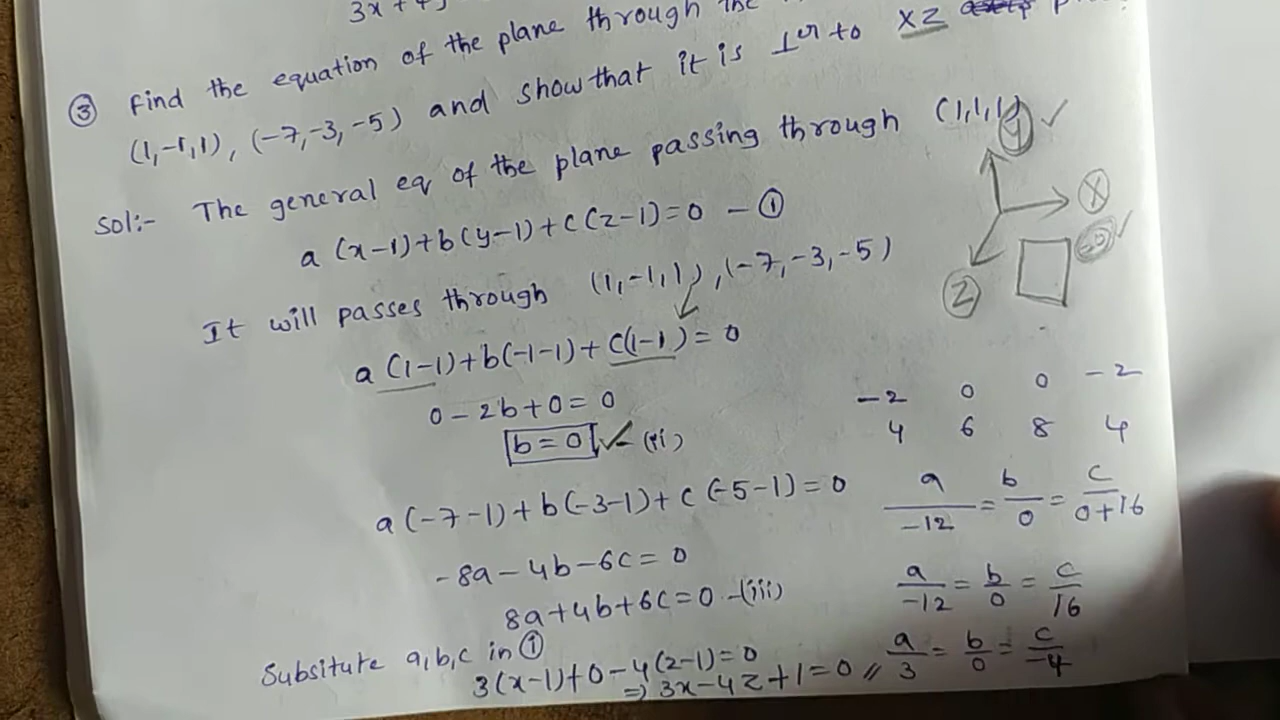 3x + 4
③ Find the equation of the plane through the
(1,-1,1), (-7,-3,-5) and show that it is ⊥er to XZ
Sol:- The general eq of the plane passing through (1,1,1)
a (x-1)+b(y-1)+c(z-1)=0 - ①
It will passes through (1,-1,1), (-7,-3,-5)
a (1-1)+b(-1-1)+c(1-1)=0
0-2b+0=0
b=0 ✓ - (ii)
a(-7-1)+b(-3-1)+c(-5-1)=0
-8a-4b-6c=0
8a+4b+6c=0 -(iii)
Subsitute a,b,c in ①
3(x-1)+0-4(z-1)=0
⇒ 3x-4z+1=0 //
Y ✓
X
Z
-2 0 0 -2
4 6 8 4
a/-12 = b/0 = c/0+16
a/-12 = b/0 = c/16
a/3 = b/0 = c/-4